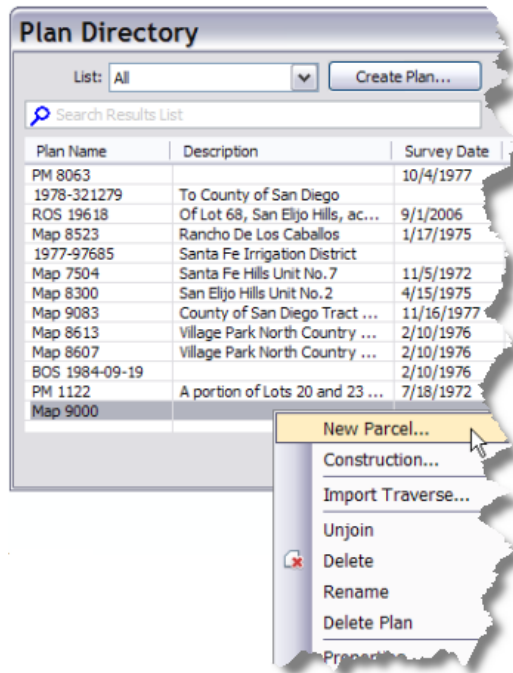 Plan Directory
List: All Create Plan...
Search Results List
Plan Name Description Survey Date
PM 8063 10/4/1977
1978-321279 To County of San Diego
ROS 19618 Of Lot 68, San Elijo Hills, ac... 9/1/2006
Map 8523 Rancho De Los Caballos 1/17/1975
1977-97685 Santa Fe Irrigation District
Map 7504 Santa Fe Hills Unit No.7 11/5/1972
Map 8300 San Elijo Hills Unit No.2 4/15/1975
Map 9083 County of San Diego Tract ... 11/16/1977
Map 8613 Village Park North Country ... 2/10/1976
Map 8607 Village Park North Country ... 2/10/1976
BOS 1984-09-19 2/10/1976
PM 1122 A portion of Lots 20 and 23 ... 7/18/1972
Map 9000
New Parcel...
Construction...
Import Traverse...
Unjoin
Delete
Rename
Delete Plan